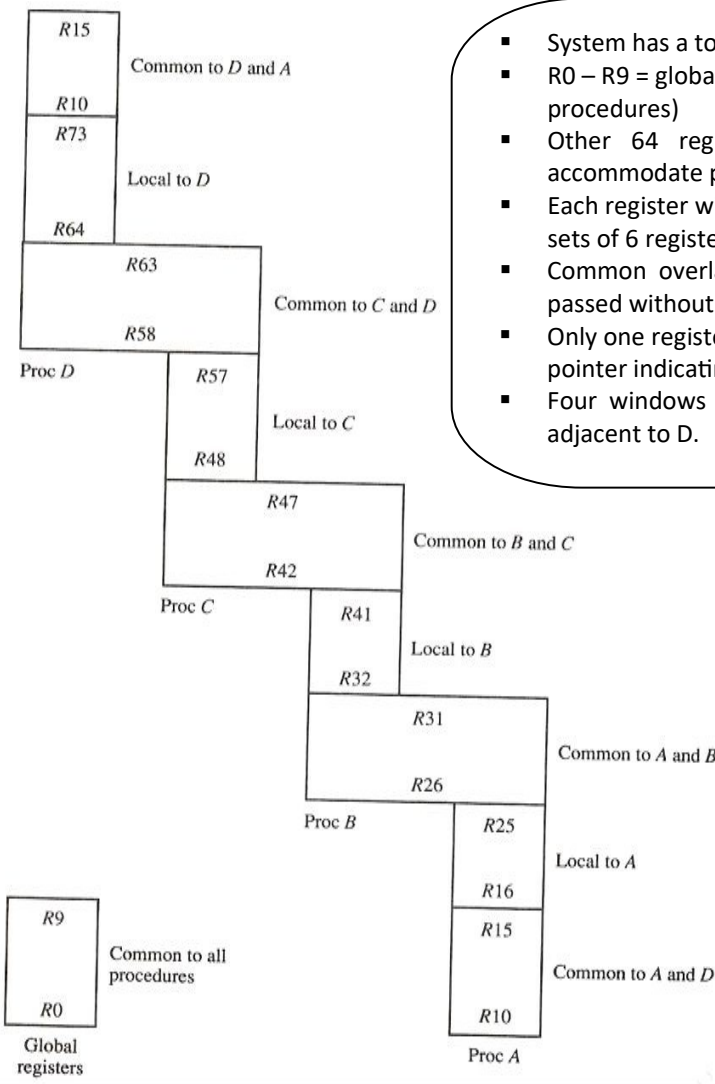 R15
Common to D and A
R10
R73
Local to D
R64
R63
Common to C and D
R58
Proc D
R57
Local to C
R48
R47
Common to B and C
R42
Proc C
R41
Local to B
R32
R31
Common to A and B
R26
Proc B
R25
Local to A
R16
R15
Common to A and D
R10
Proc A
R9
Common to all
procedures
R0
Global
registers
▪ System has a to
▪ R0 – R9 = globa
procedures)
▪ Other 64 reg
accommodate p
▪ Each register w
sets of 6 registe
▪ Common overla
passed without
▪ Only one registe
pointer indicatin
▪ Four windows
adjacent to D.